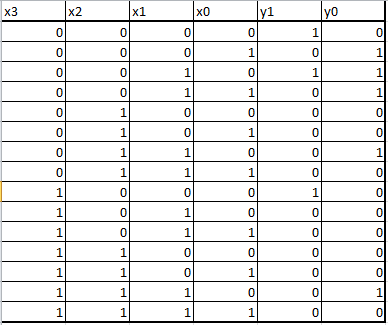 x3 x2 x1 x0 y1 y0
0 0 0 0 1 0
0 0 0 1 0 1
0 0 1 0 1 1
0 0 1 1 0 1
0 1 0 0 0 0
0 1 0 1 0 0
0 1 1 0 0 1
0 1 1 1 0 0
1 0 0 0 1 0
1 0 1 0 0 0
1 0 1 1 0 0
1 1 0 0 0 0
1 1 0 1 0 0
1 1 1 0 0 1
1 1 1 1 0 0